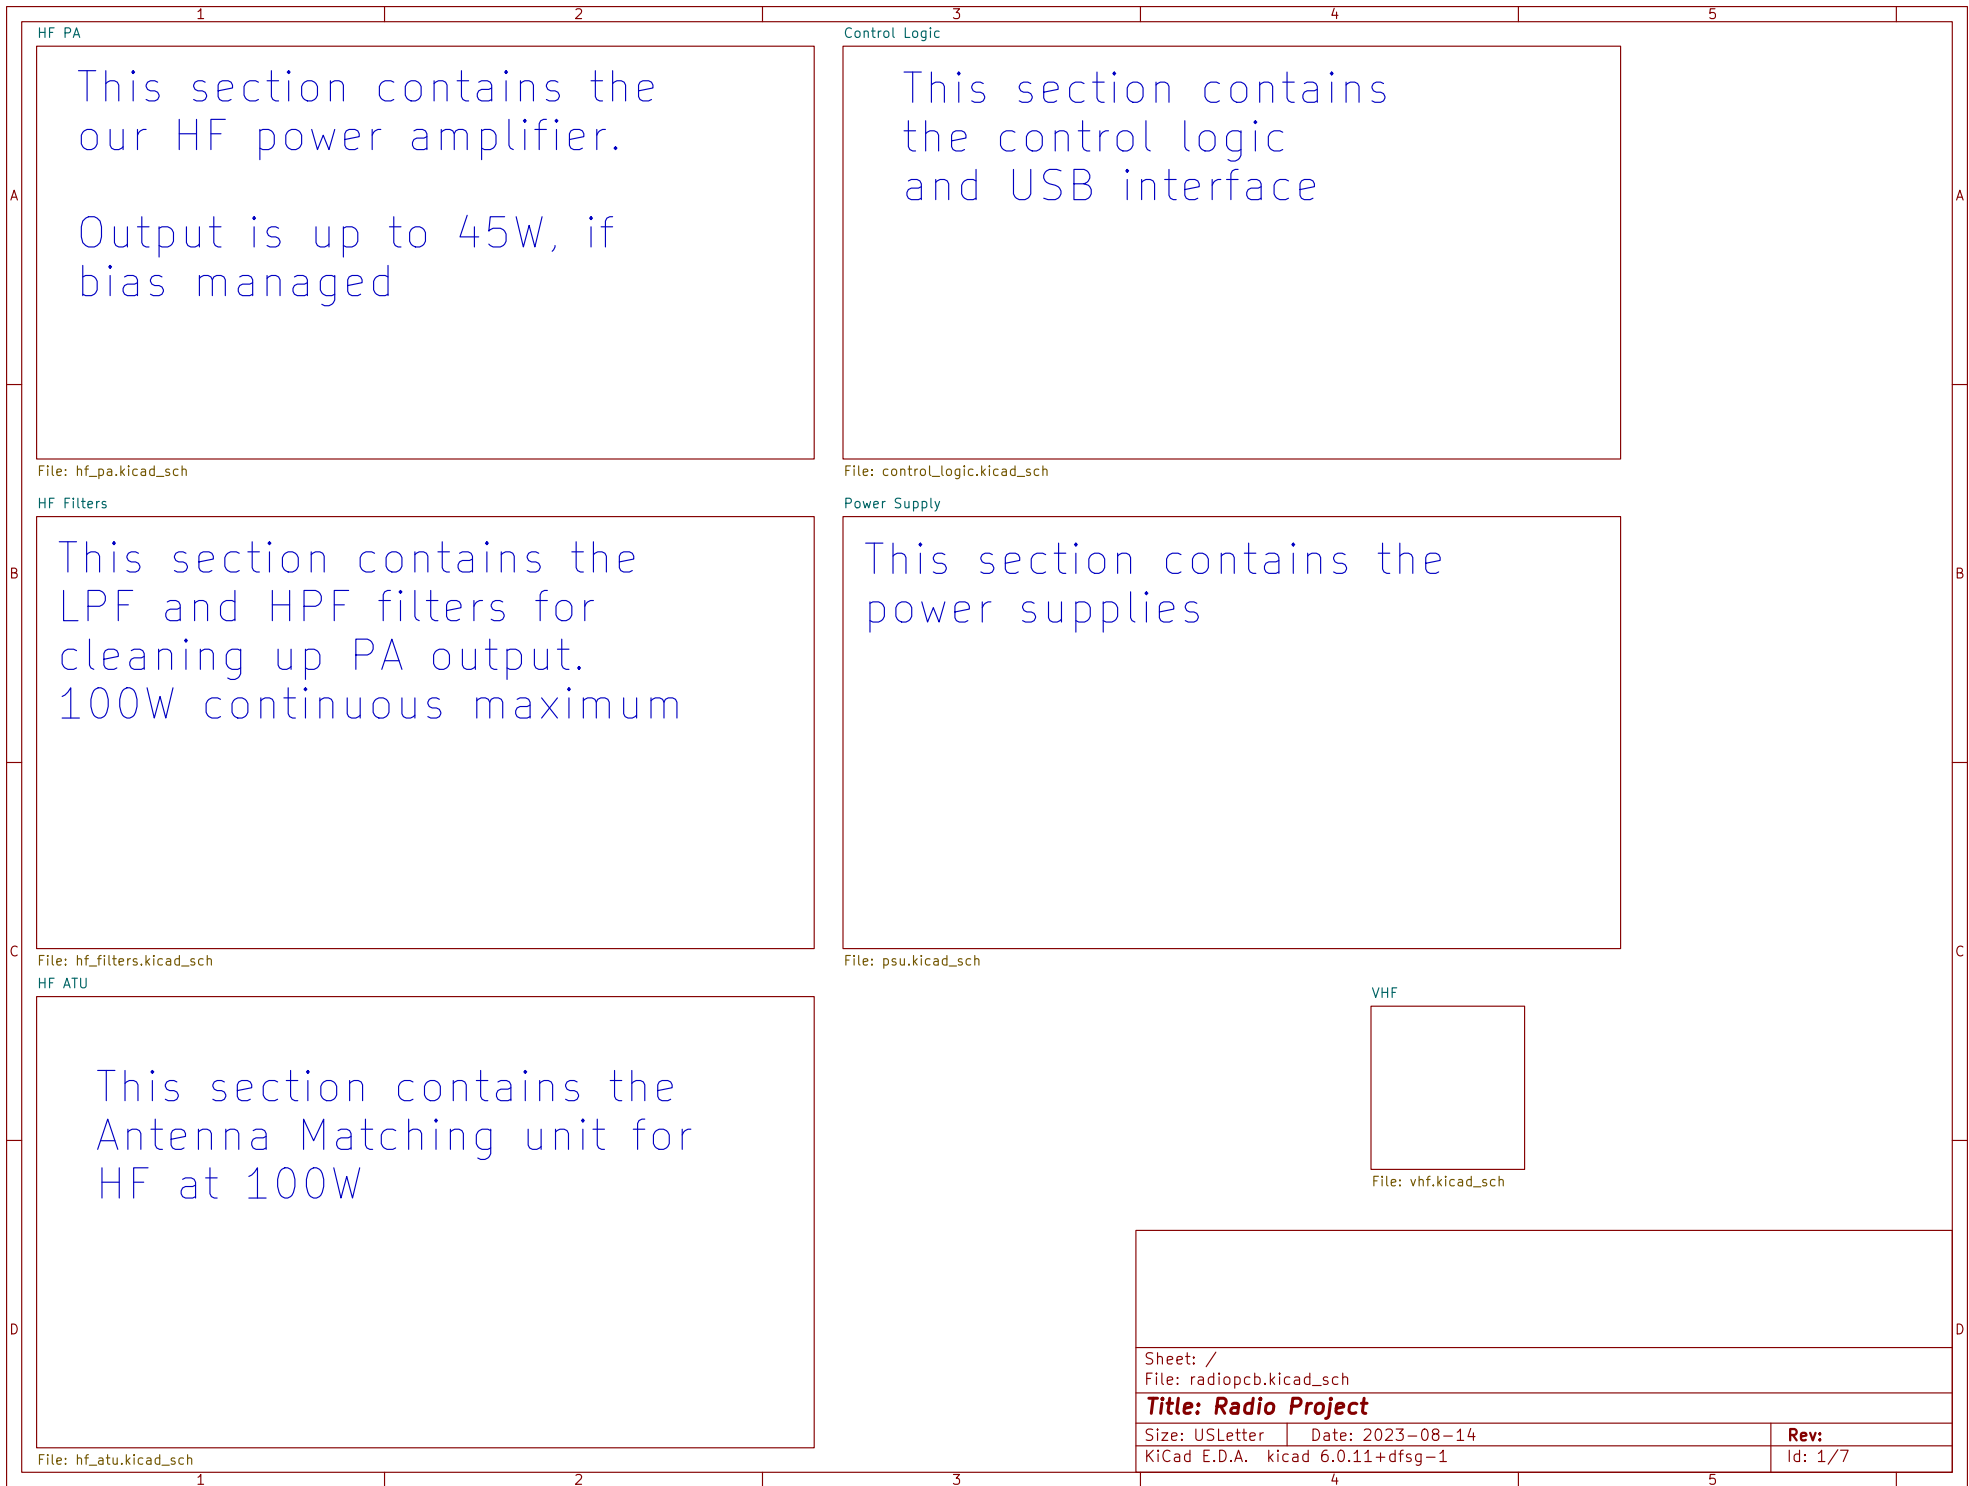 1 2 3 4 5
HF PA
This section contains the
our HF power amplifier.
Output is up to 45W, if
bias managed
File: hf_pa.kicad_sch
Control Logic
This section contains
the control logic
and USB interface
File: control_logic.kicad_sch
A A
HF Filters
This section contains the
LPF and HPF filters for
cleaning up PA output.
100W continuous maximum
File: hf_filters.kicad_sch
Power Supply
This section contains the
power supplies
File: psu.kicad_sch
B B
C C
HF ATU
This section contains the
Antenna Matching unit for
HF at 100W
File: hf_atu.kicad_sch
VHF
File: vhf.kicad_sch
D D
Sheet: /
File: radiopcb.kicad_sch
Title: Radio Project
Size: USLetter Date: 2023-08-14 Rev:
KiCad E.D.A. kicad 6.0.11+dfsg-1 Id: 1/7
1 2 3 4 5